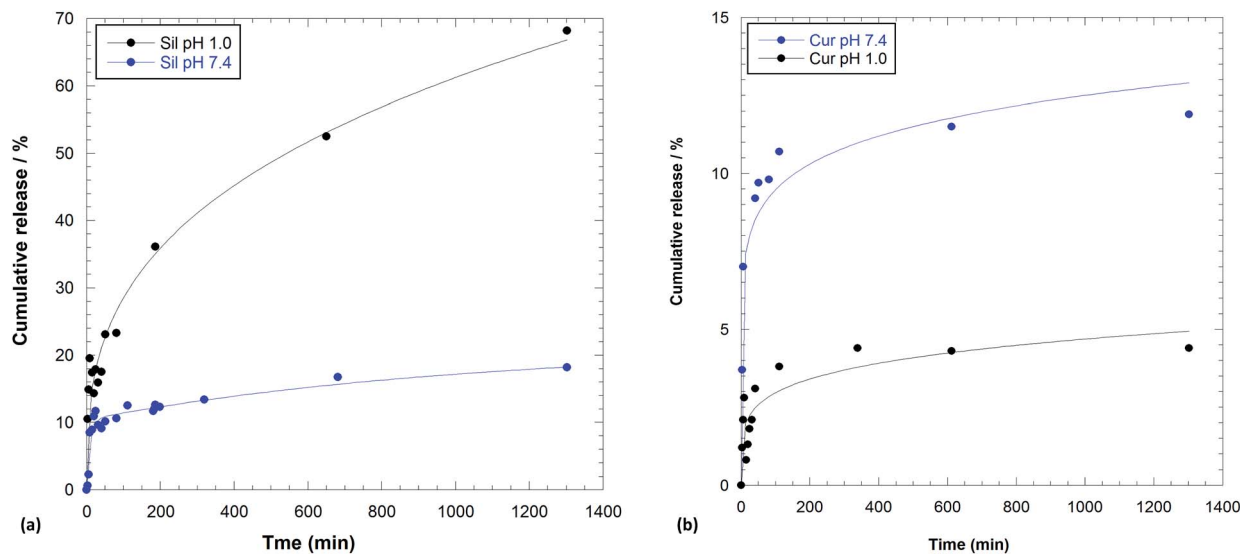 70
60
50
40
30
20
10
0
Cumulative release / %
Sil pH 1.0
Sil pH 7.4
0 200 400 600 800 1000 1200 1400
Tme (min)
(a)
15
10
5
0
Cumulative release / %
Cur pH 7.4
Cur pH 1.0
0 200 400 600 800 1000 1200 1400
Time (min)
(b)